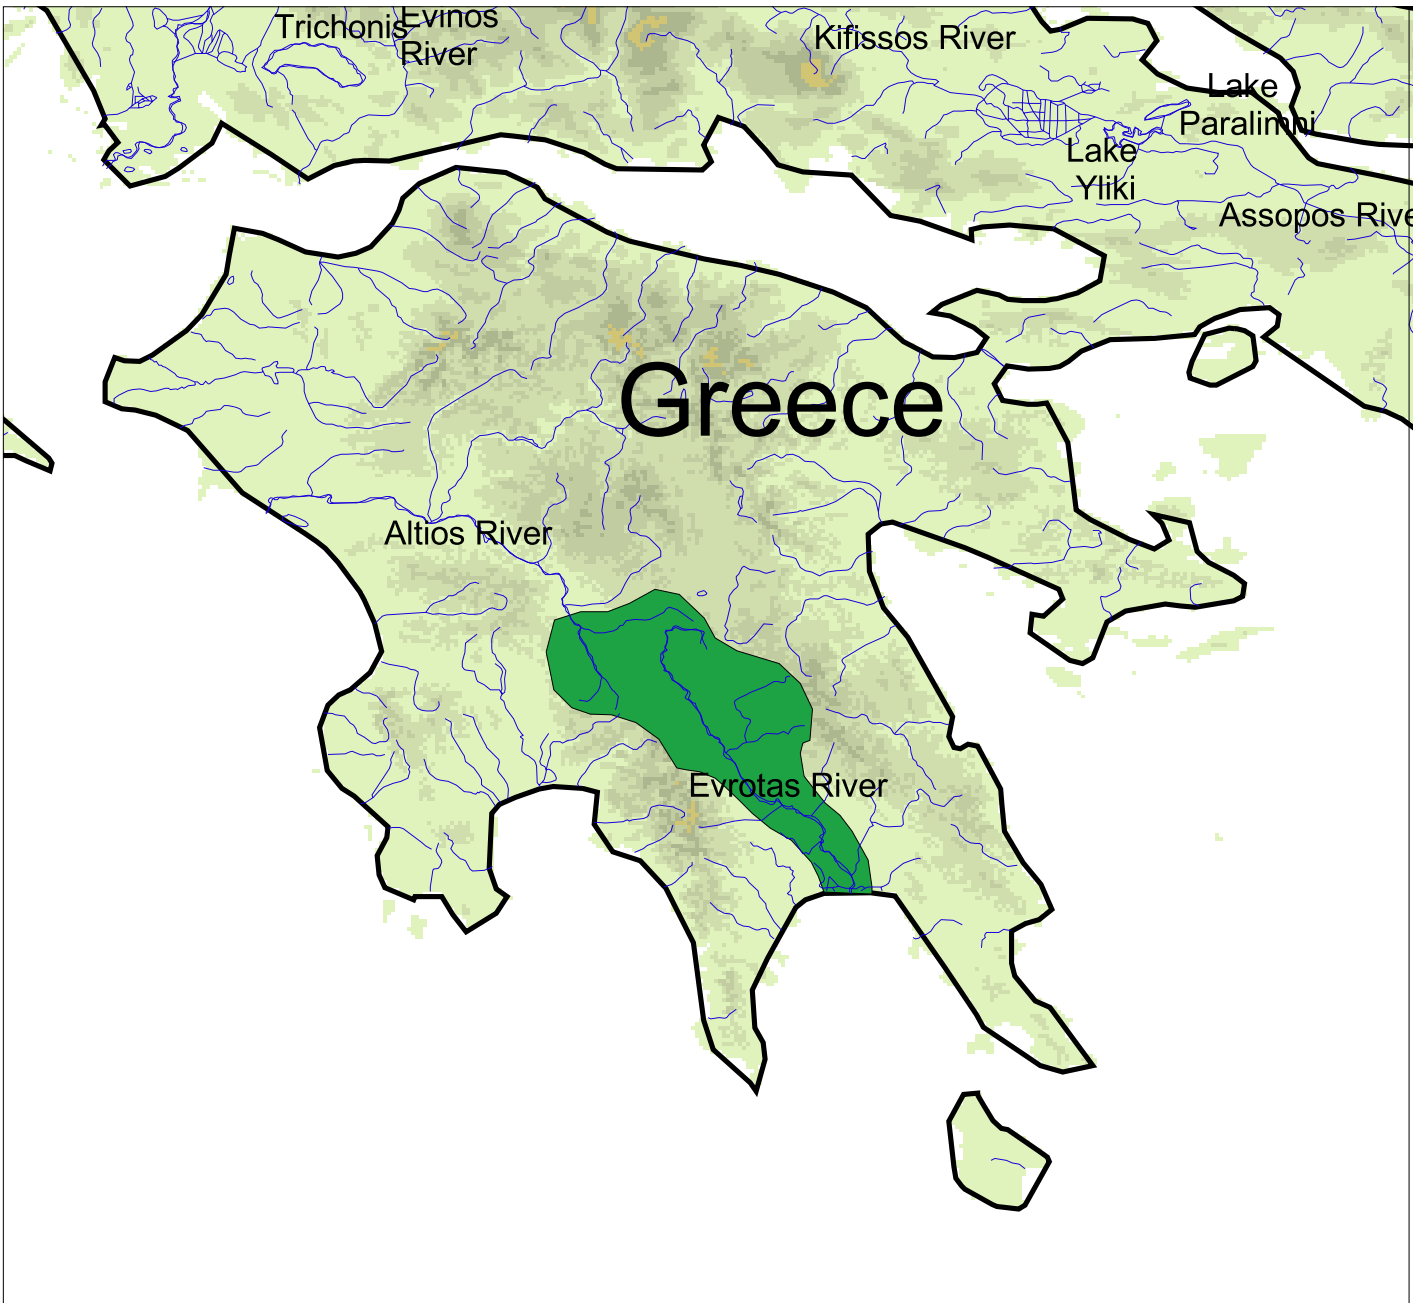 Trichonis
Evinos
River
Kifissos River
Lake
Paralimni
Lake
Yliki
Assopos Rive
Greece
Altios River
Evrotas River